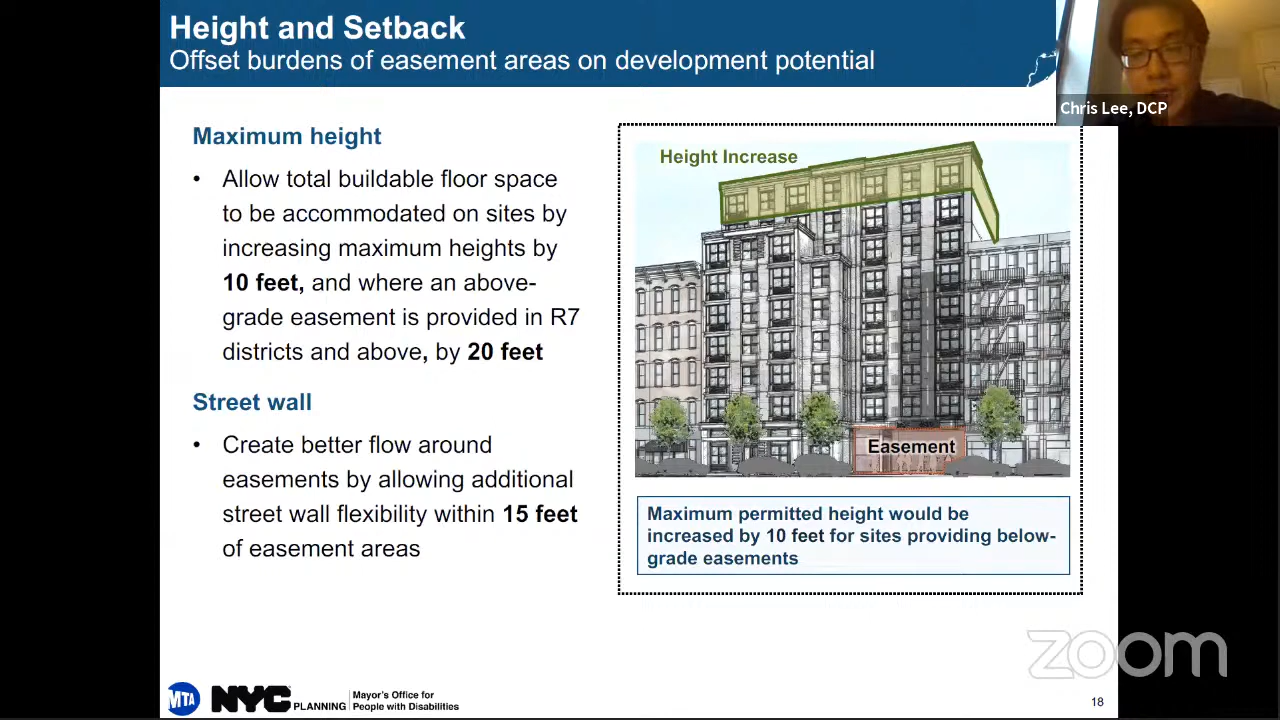 Height and Setback
Offset burdens of easement areas on development potential
Chris Lee, DCP
Maximum height
• Allow total buildable floor space
to be accommodated on sites by
increasing maximum heights by
10 feet, and where an above-
grade easement is provided in R7
districts and above, by 20 feet
Street wall
• Create better flow around
easements by allowing additional
street wall flexibility within 15 feet
of easement areas
Height Increase
Easement
Maximum permitted height would be
increased by 10 feet for sites providing below-
grade easements
zoom
MTA
NYC PLANNING
Mayor's Office for
People with Disabilities
18